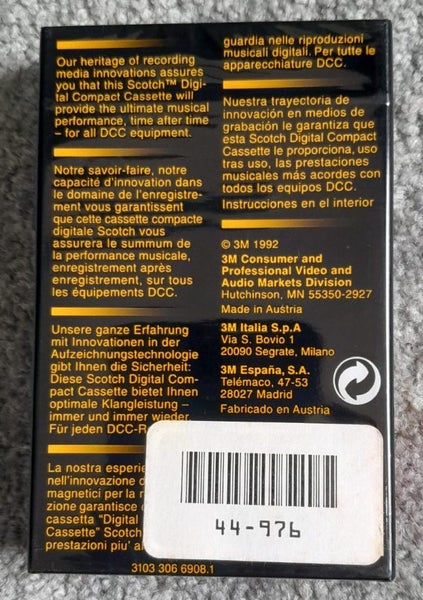 Our heritage of recording
media innovations assures
you that this Scotch™ Digi-
tal Compact Cassette will
provide the ultimate musical
performance, time after time
– for all DCC equipment.
Notre savoir-faire, notre
capacité d'innovation dans
le domaine de l'enregistre-
ment vous garantissent
que cette cassette compacte
digitale Scotch vous
assurera le summum de
la performance musicale,
enregistrement après
enregistrement, sur tous
les équipements DCC.
Unsere ganze Erfahrung
mit Innovationen in der
Aufzeichnungstechnologie
gibt Ihnen die Sicherheit:
Diese Scotch Digital Com-
pact Cassette bietet Ihnen
optimale Klangleistung –
immer und immer wieder.
Für jeden DCC-R
La nostra esperie
nell'innovazione d
magnetici per la r
zione garantisce
cassetta "Digital
Cassette" Scotch
prestazioni piu' al
guardia nelle riproduzioni
musicali digitali. Per tutte le
apparecchiature DCC.
Nuestra trayectoria de
innovación en medios de
grabación le garantiza que
esta Scotch Digital Compact
Cassette le proporciona, uso
tras uso, las prestaciones
musicales más acordes con
todos los equipos DCC.
Instrucciones en el interior
© 3M 1992
3M Consumer and
Professional Video and
Audio Markets Division
Hutchinson, MN 55350-2927
Made in Austria
3M Italia S.p.A
Via S. Bovio 1
20090 Segrate, Milano
3M España, S.A.
Telémaco, 47-53
28027 Madrid
Fabricado en Austria
44-976
3103 306 6908.1